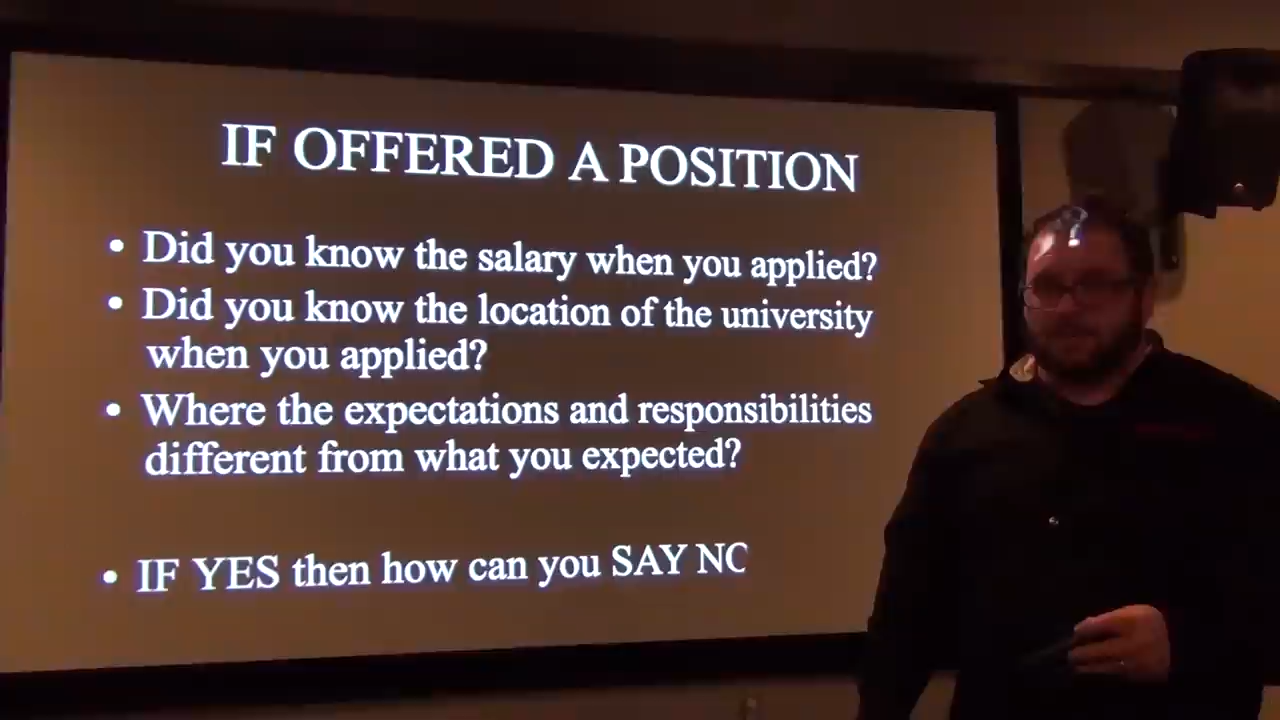 IF OFFERED A POSITION
• Did you know the salary when you applied?
• Did you know the location of the university
when you applied?
• Where the expectations and responsibilities
different from what you expected?
• IF YES then how can you SAY NC